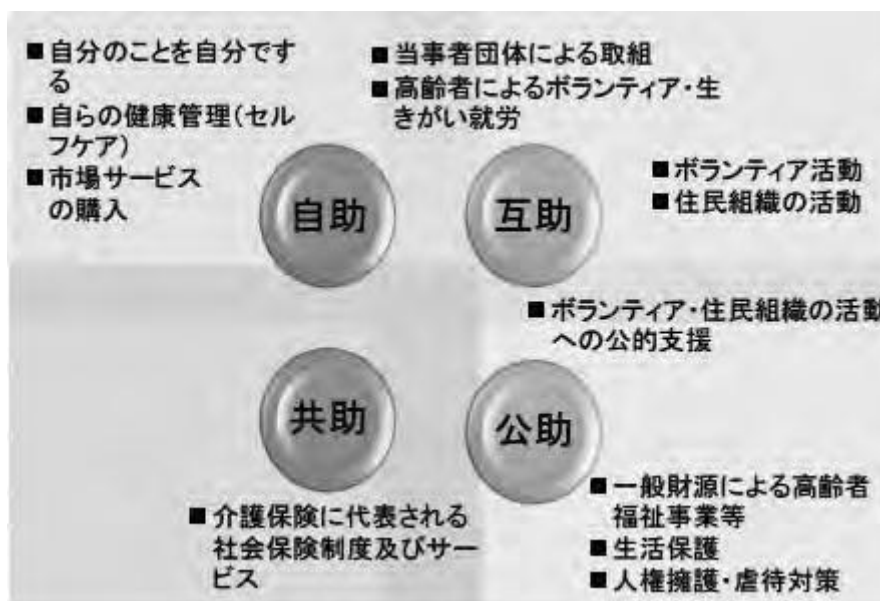 ■自分のことを自分です
る
■自らの健康管理(セル
フケア)
■市場サービス
の購入
■当事者団体による取組
■高齢者によるボランティア・生
きがい就労
自助
互助
■ボランティア活動
■住民組織の活動
■ボランティア・住民組織の活動
への公的支援
共助
公助
■介護保険に代表される
社会保険制度及びサー
ビス
■一般財源による高齢者
福祉事業等
■生活保護
■人権擁護・虐待対策